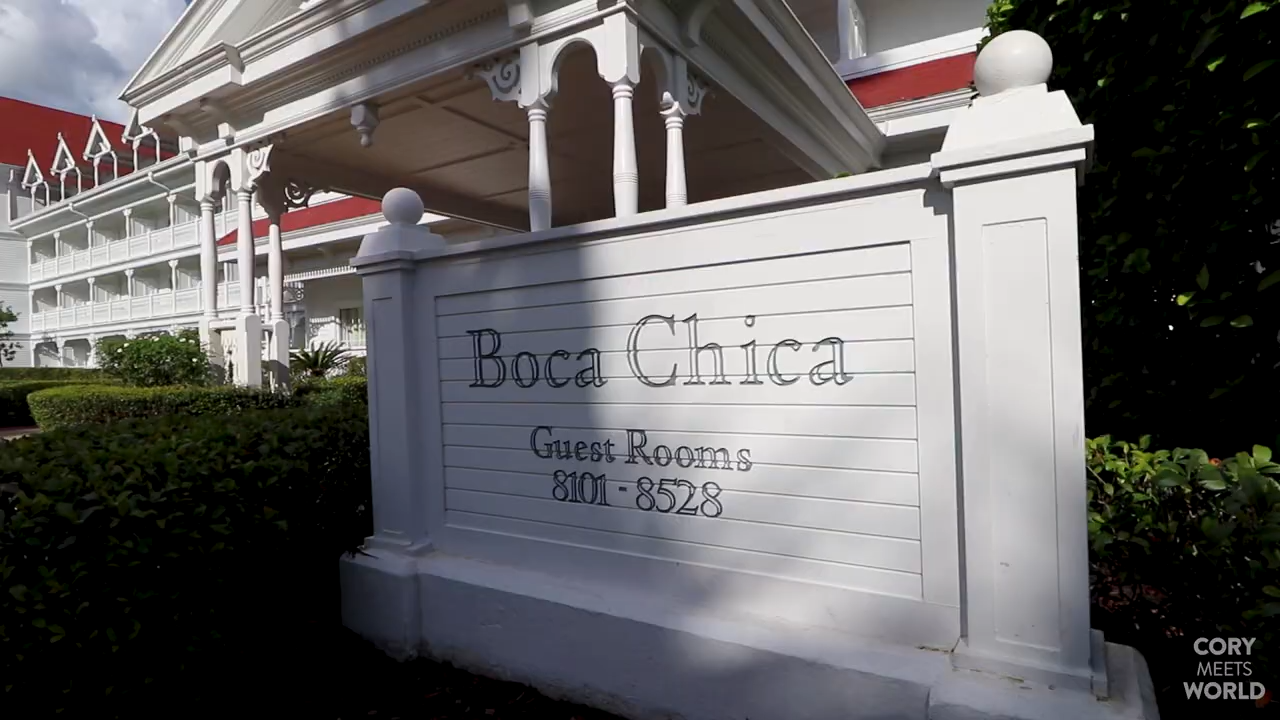 Boca Chica
Guest Rooms
8101 - 8528
CORY
MEETS
WORLD